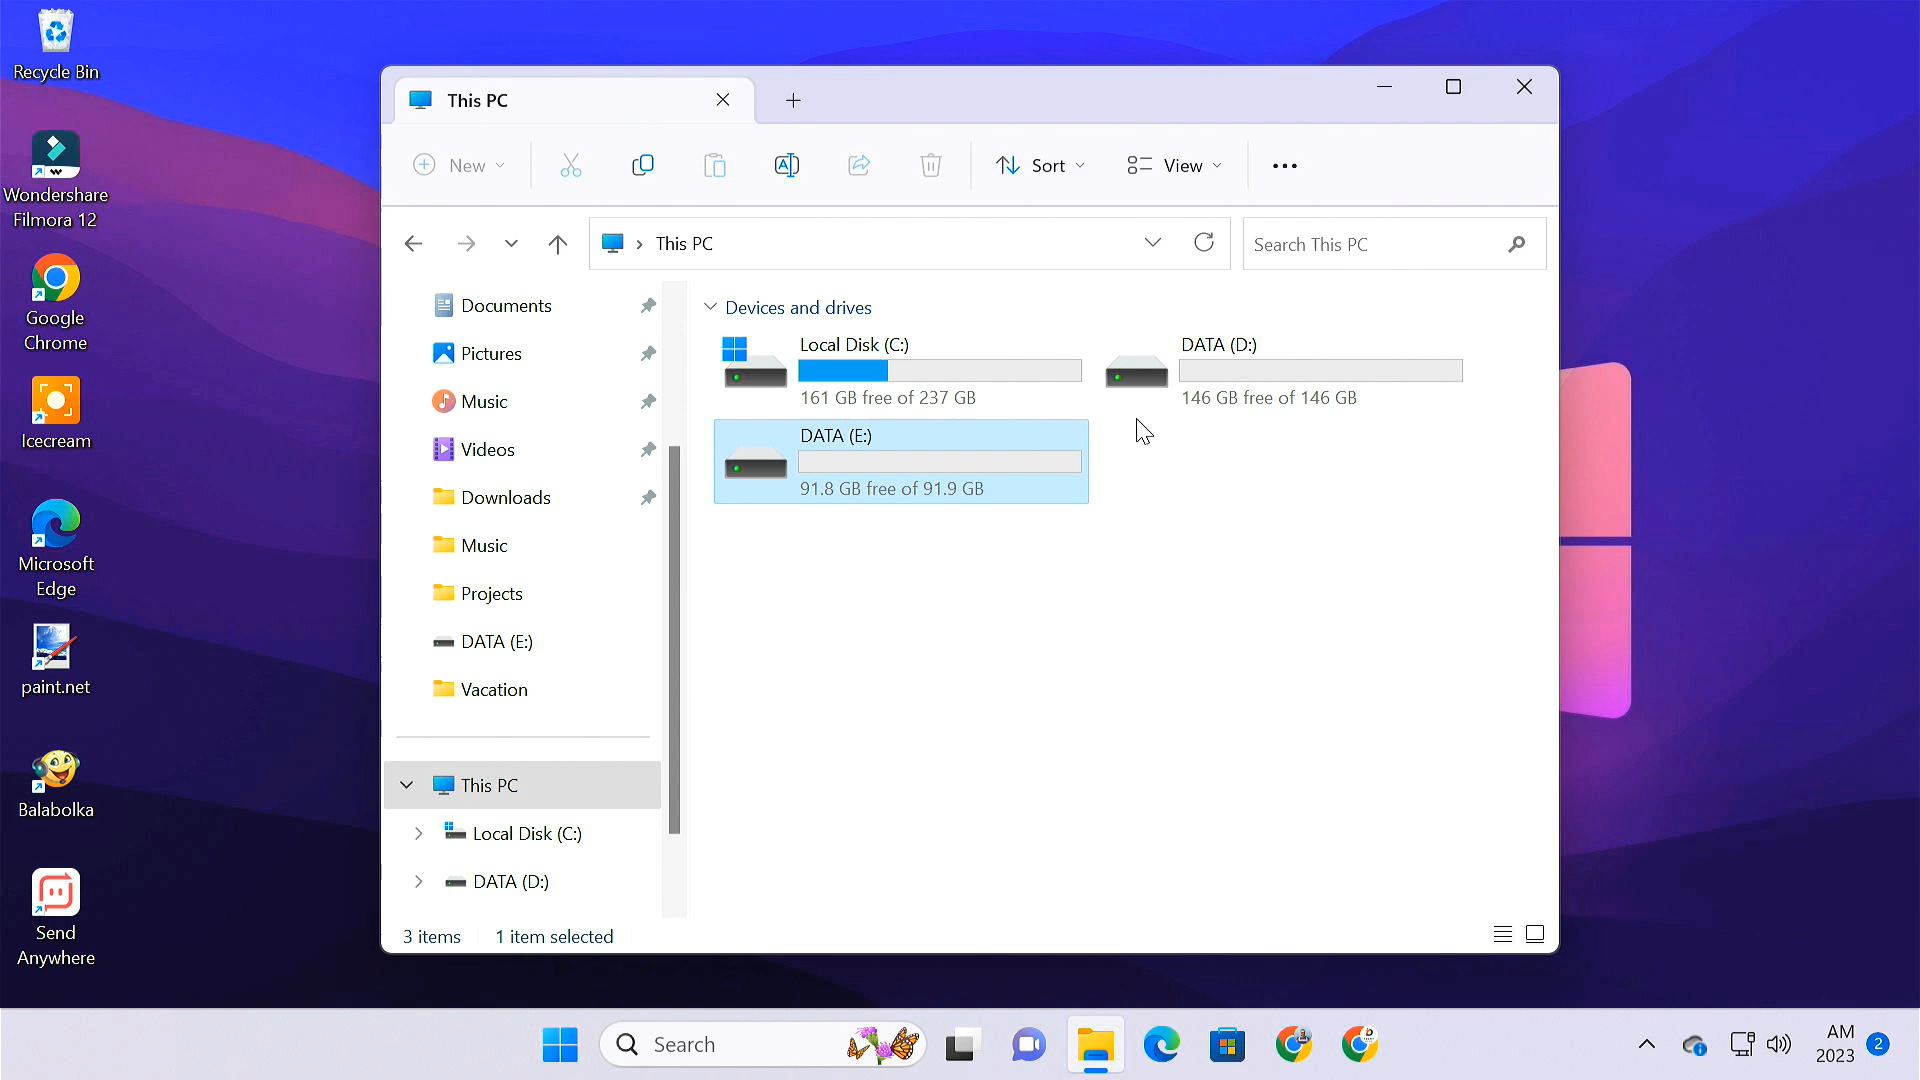 Recycle Bin
Wondershare
Filmora 12
Google
Chrome
Icecream
Microsoft
Edge
paint.net
Balabolka
Send
Anywhere
This PC
New
Sort
View
This PC
Search This PC
Documents
Pictures
Music
Videos
Downloads
Music
Projects
DATA (E:)
Vacation
This PC
Local Disk (C:)
DATA (D:)
Devices and drives
Local Disk (C:)
161 GB free of 237 GB
DATA (D:)
146 GB free of 146 GB
DATA (E:)
91.8 GB free of 91.9 GB
3 items
1 item selected
Search
AM
2023
2